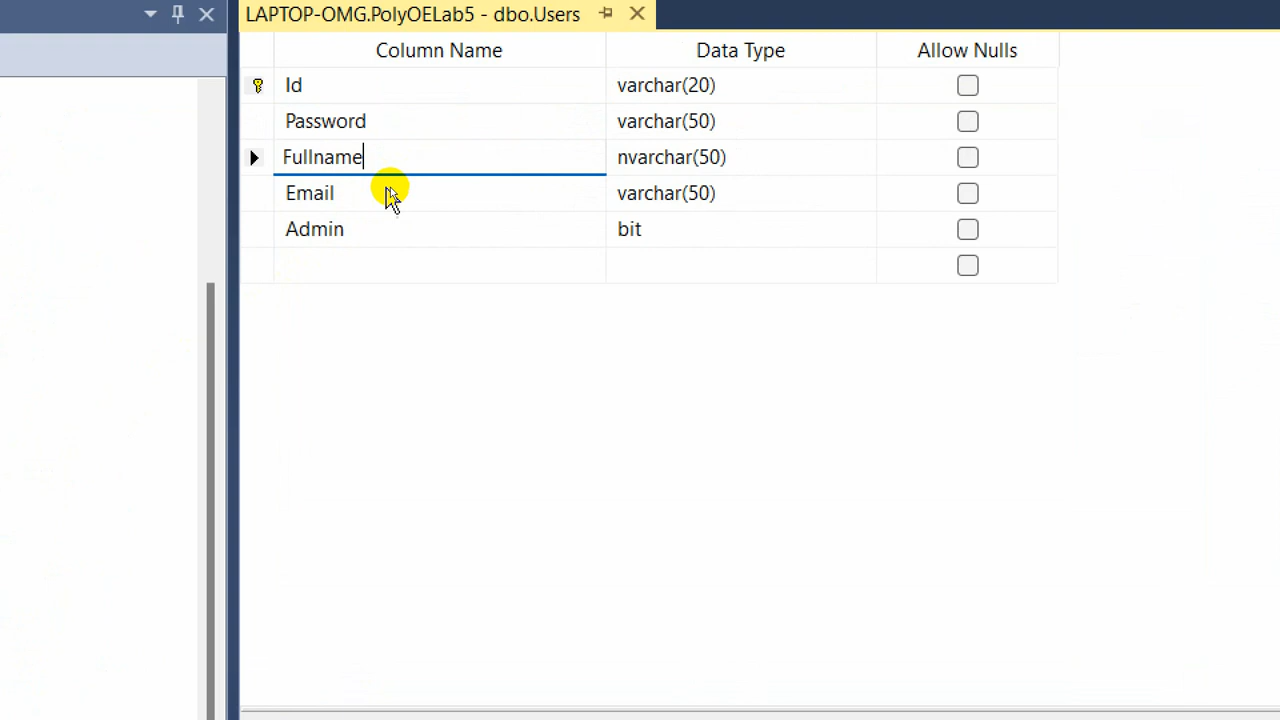 LAPTOP-OMG.PolyOELab5 - dbo.Users
Column Name Data Type Allow Nulls
Id varchar(20)
Password varchar(50)
Fullname nvarchar(50)
Email varchar(50)
Admin bit